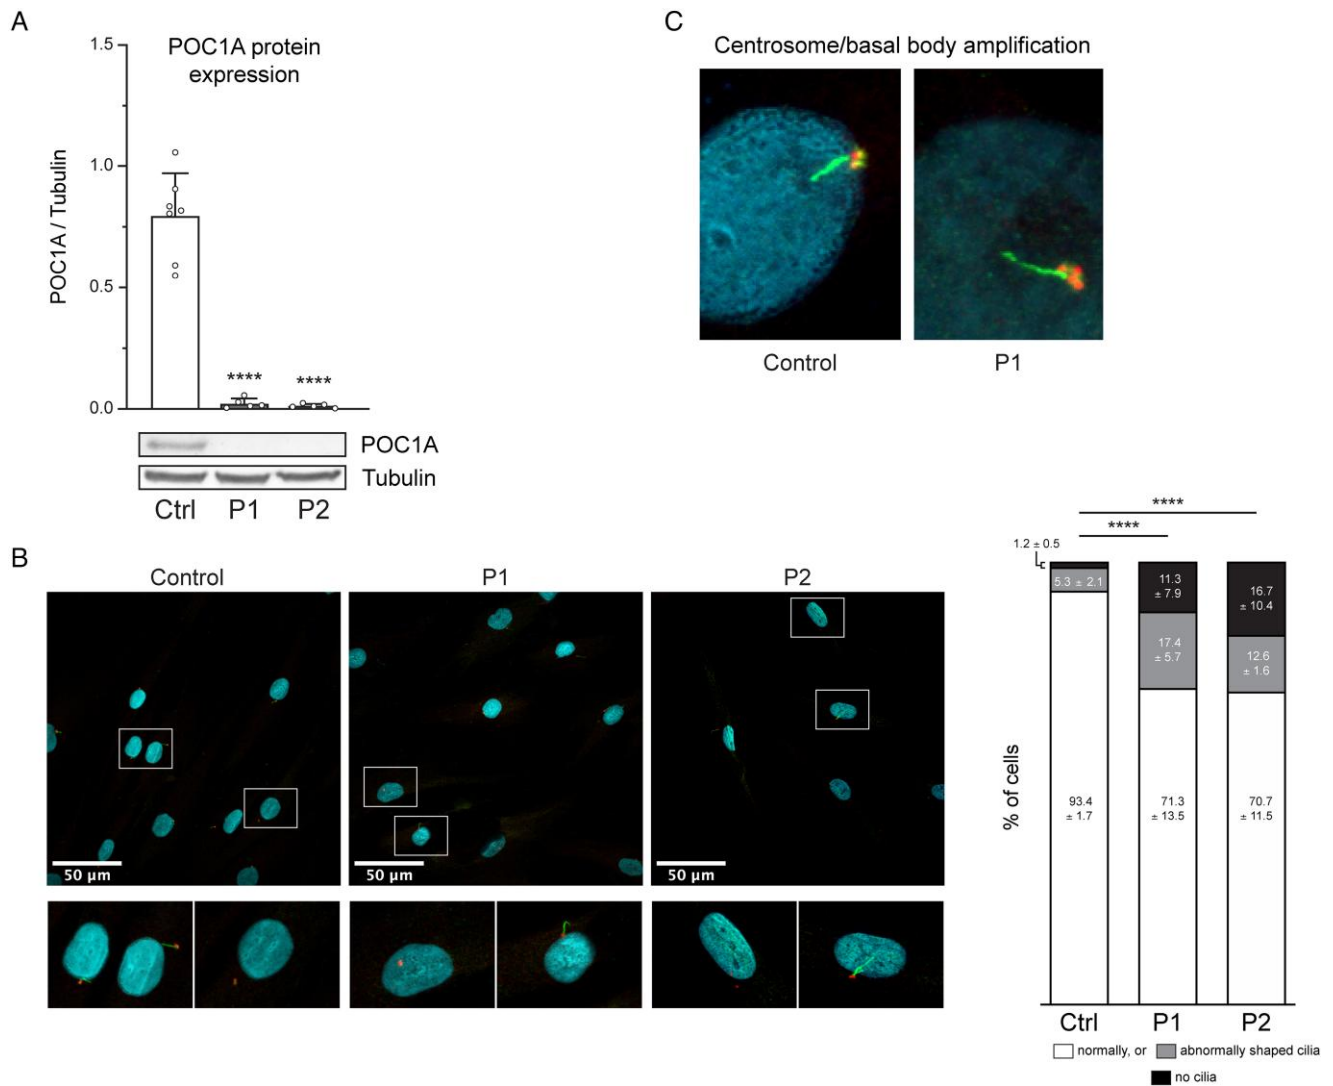 A
POC1A protein
expression
1.5
1.0
0.5
0.0
POC1A / Tubulin
****
****
POC1A
Tubulin
Ctrl P1 P2
C
Centrosome/basal body amplification
Control P1
B
Control P1 P2
50 µm 50 µm 50 µm
****
****
1.2 ± 0.5
5.3 ± 2.1
93.4
± 1.7
11.3
± 7.9
17.4
± 5.7
71.3
± 13.5
16.7
± 10.4
12.6
± 1.6
70.7
± 11.5
% of cells
Ctrl P1 P2
normally, or abnormally shaped cilia
no cilia